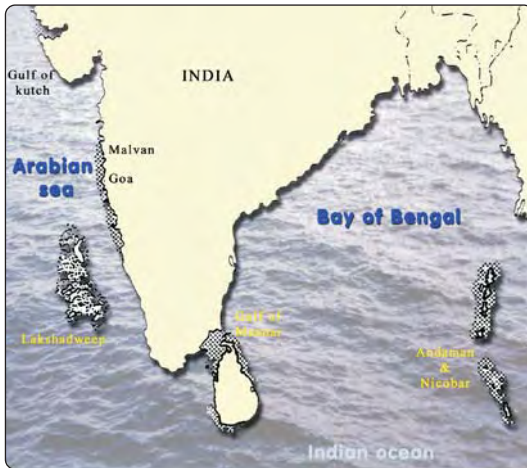 INDIA
Gulf of
kutch
Malvan
Arabian
sea
Goa
Bay of Bengal
Lakshadweep
Gulf of
Mannar
Andaman
&
Nicobar
Indian ocean